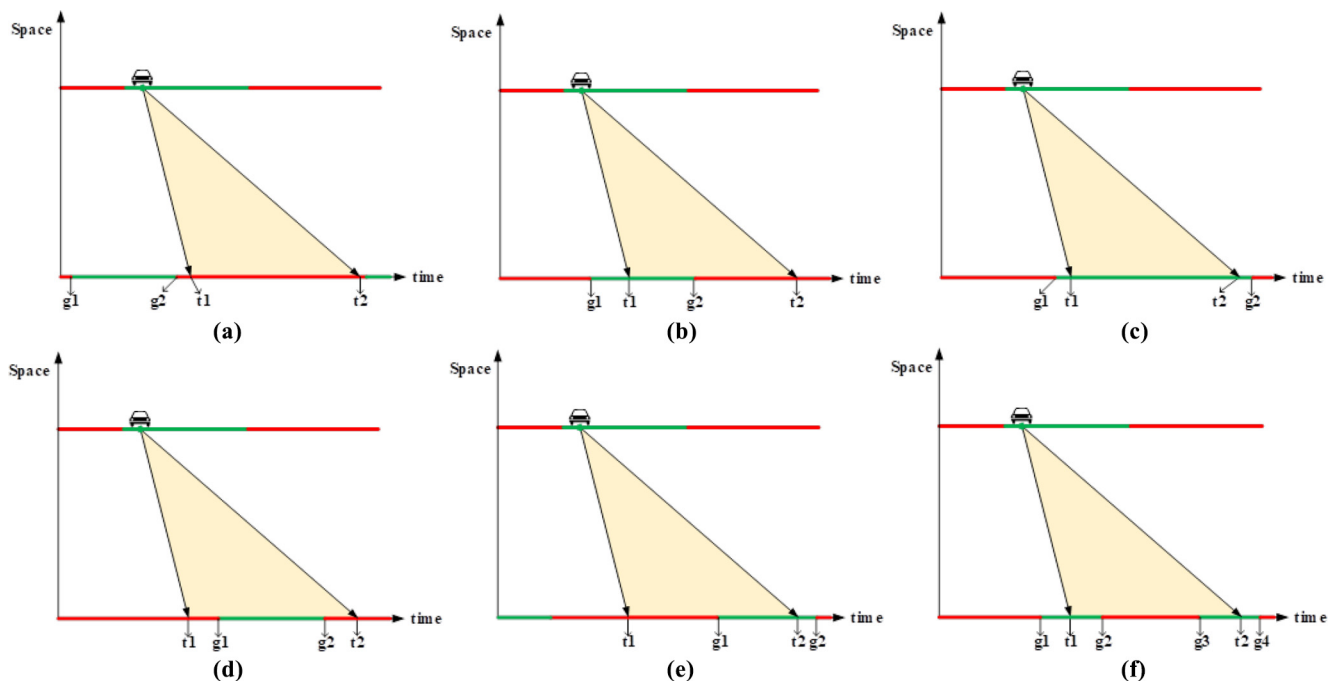 Space
time
g1 g2 t1 t2
(a)
Space
time
g1 t1 g2 t2
(b)
Space
time
g1 t1 t2 g2
(c)
Space
time
t1 g1 g2 t2
(d)
Space
time
t1 g1 t2 g2
(e)
Space
time
g1 t1 g2 g3 t2 g4
(f)